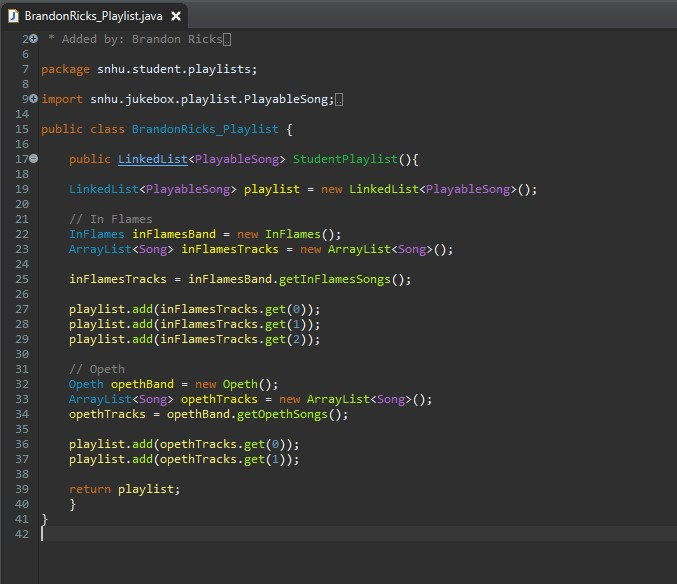 BrandonRicks_Playlist.java
2 * Added by: Brandon Ricks
6
7 package snhu.student.playlists;
8
9 import snhu.jukebox.playlist.PlayableSong;
14
15 public class BrandonRicks_Playlist {
16
17     public LinkedList<PlayableSong> StudentPlaylist(){
18
19     LinkedList<PlayableSong> playlist = new LinkedList<PlayableSong>();
20
21     // In Flames
22     InFlames inFlamesBand = new InFlames();
23     ArrayList<Song> inFlamesTracks = new ArrayList<Song>();
24
25     inFlamesTracks = inFlamesBand.getInFlamesSongs();
26
27     playlist.add(inFlamesTracks.get(0));
28     playlist.add(inFlamesTracks.get(1));
29     playlist.add(inFlamesTracks.get(2));
30
31     // Opeth
32     Opeth opethBand = new Opeth();
33     ArrayList<Song> opethTracks = new ArrayList<Song>();
34     opethTracks = opethBand.getOpethSongs();
35
36     playlist.add(opethTracks.get(0));
37     playlist.add(opethTracks.get(1));
38
39     return playlist;
40     }
41 }
42